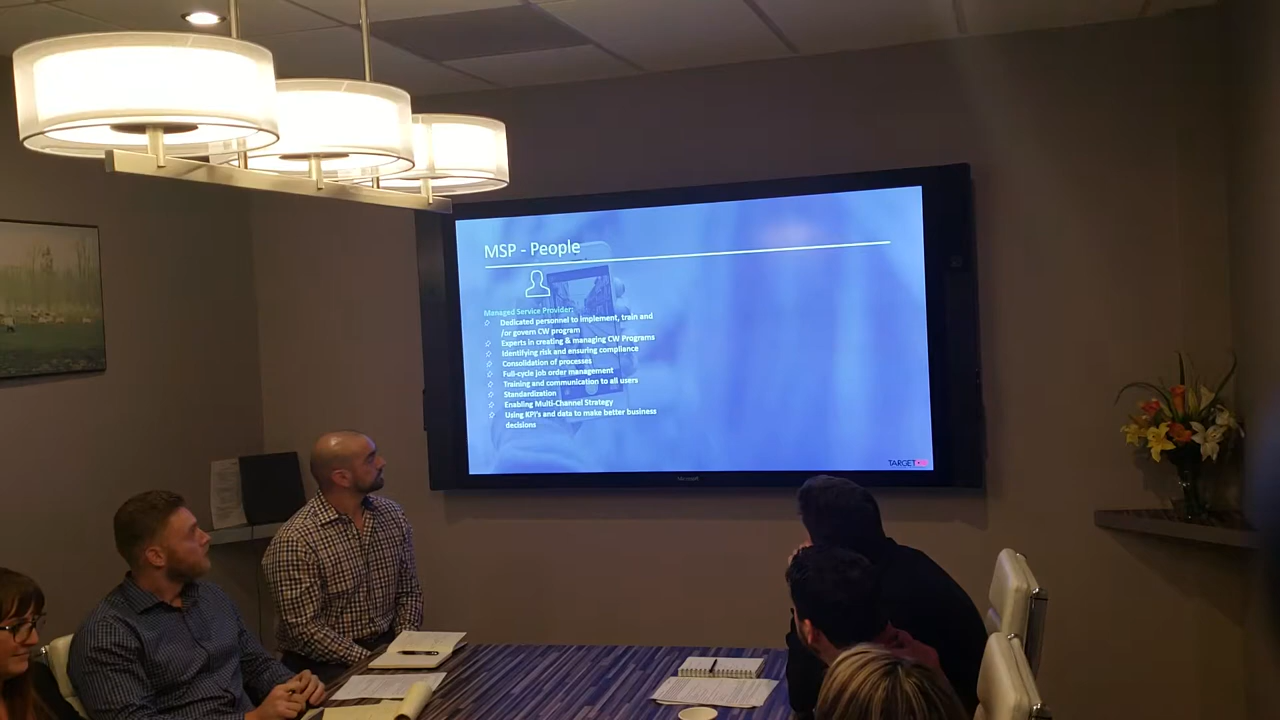 MSP - People
Managed Service Provider:
Dedicated personnel to implement, train and
/or govern CW program
Experts in creating & managing CW Programs
Identifying risk and ensuring compliance
Consolidation of processes
Full-cycle job order management
Training and communication to all users
Standardization
Enabling Multi-Channel Strategy
Using KPI's and data to make better business
decisions
TARGET
Microsoft